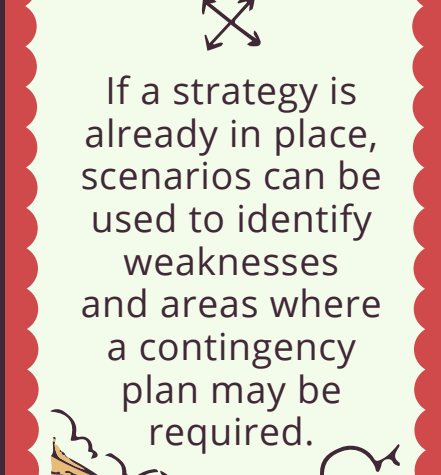 If a strategy is
already in place,
scenarios can be
used to identify
weaknesses
and areas where
a contingency
plan may be
required.